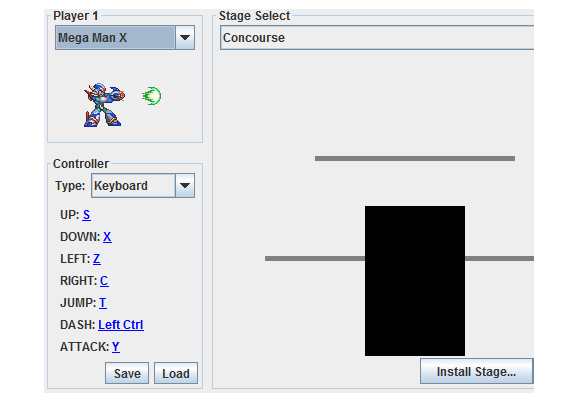 Player 1
Mega Man X
Stage Select
Concourse
Controller
Type: Keyboard
UP: S
DOWN: X
LEFT: Z
RIGHT: C
JUMP: T
DASH: Left Ctrl
ATTACK: Y
Save Load
Install Stage...